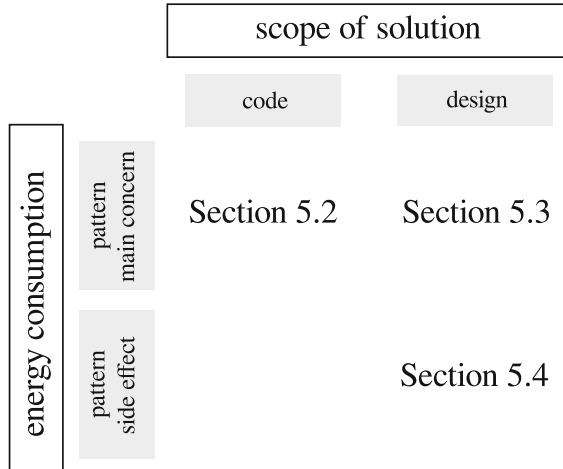 scope of solution
code
design
energy consumption
pattern
main concern
Section 5.2
Section 5.3
pattern
side effect
Section 5.4